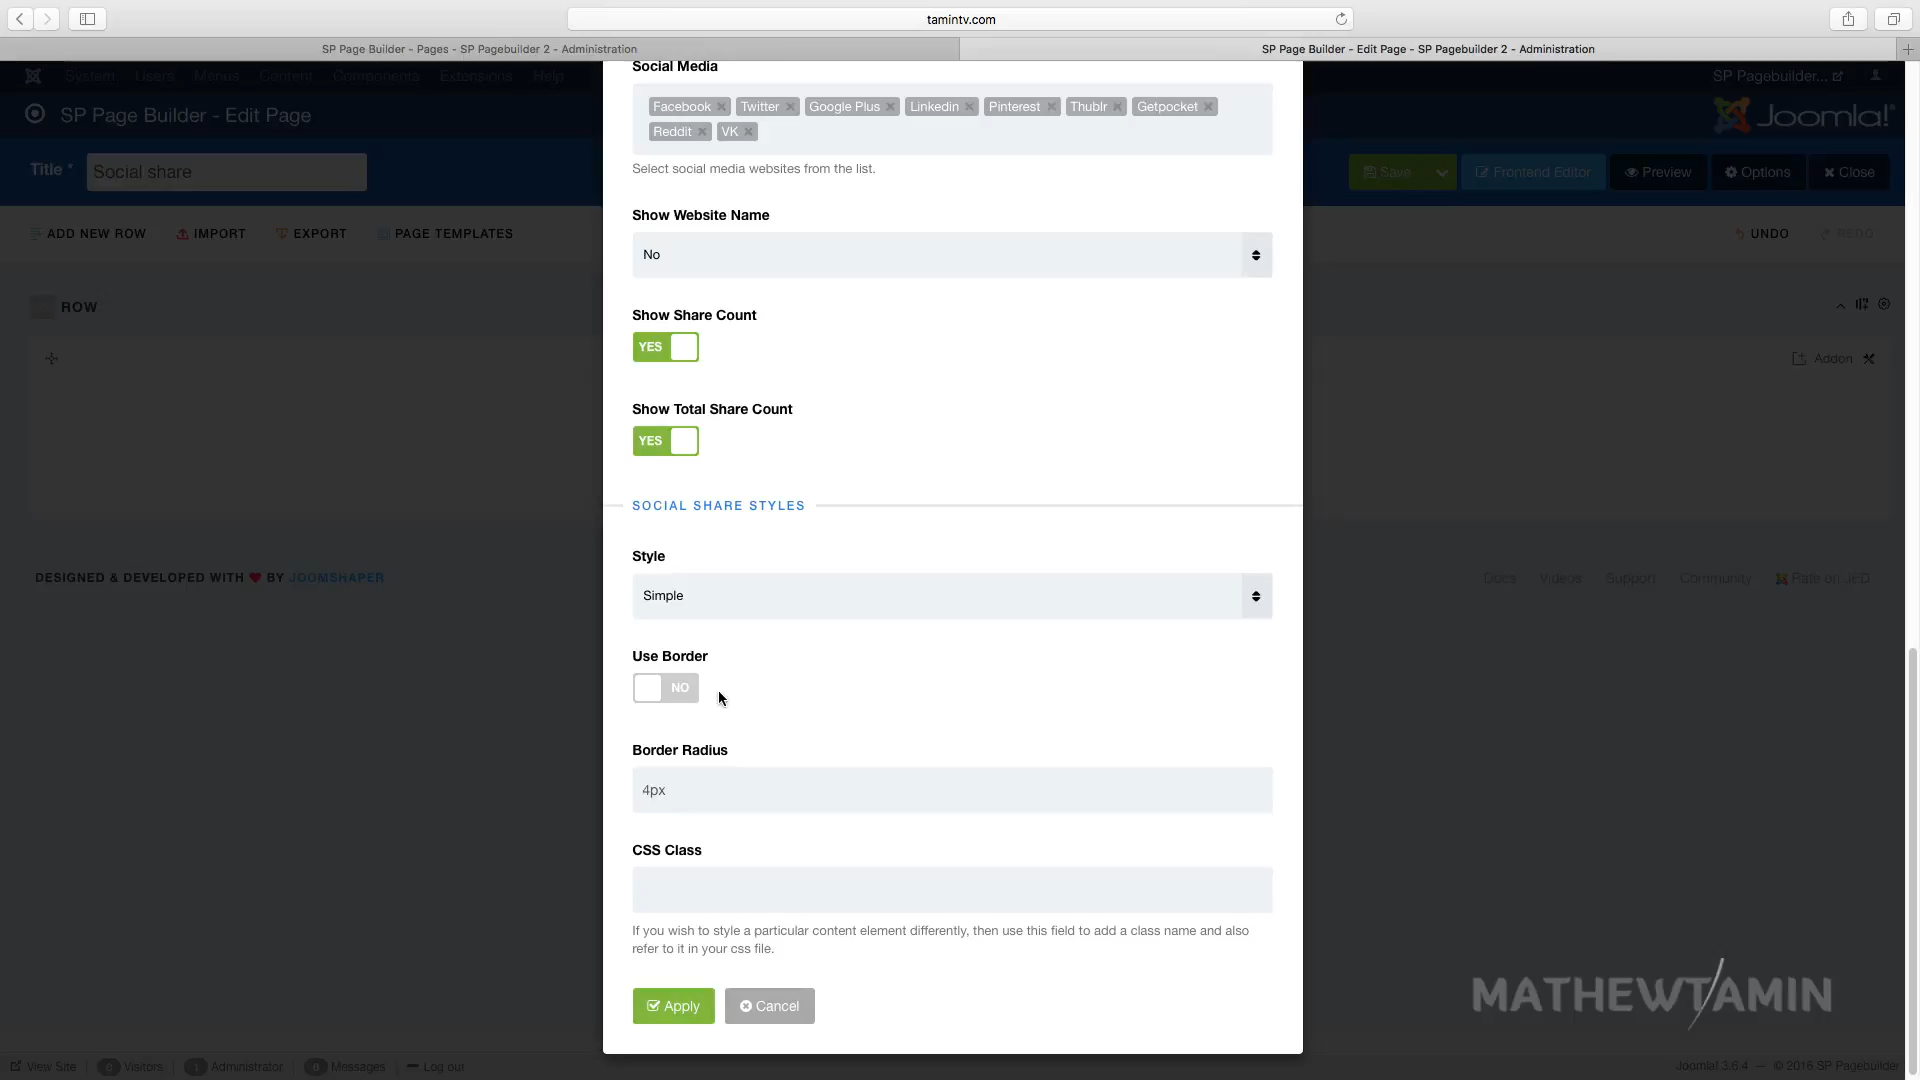 tamintv.com
SP Page Builder - Pages - SP Pagebuilder 2 - Administration
SP Page Builder - Edit Page - SP Pagebuilder 2 - Administration
System Users Menus Content Components Extensions Help
SP Pagebuilder...
SP Page Builder - Edit Page
Joomla!
Title *
Social share
Save
Frontend Editor
Preview
Options
Close
ADD NEW ROW
IMPORT
EXPORT
PAGE TEMPLATES
UNDO
REDO
ROW
Addon
Social Media
Facebook Twitter Google Plus Linkedin Pinterest Thublr Getpocket
Reddit VK
Select social media websites from the list.
Show Website Name
No
Show Share Count
YES
Show Total Share Count
YES
SOCIAL SHARE STYLES
Style
Simple
Use Border
NO
Border Radius
4px
CSS Class
If you wish to style a particular content element differently, then use this field to add a class name and also
refer to it in your css file.
Apply
Cancel
DESIGNED & DEVELOPED WITH BY JOOMSHAPER
Docs Videos Support Community Rate on JED
MATHEWTAMIN
View Site 0 Visitors 1 Administrator 0 Messages Log out
Joomla! 3.6.4 — © 2016 SP Pagebuilder